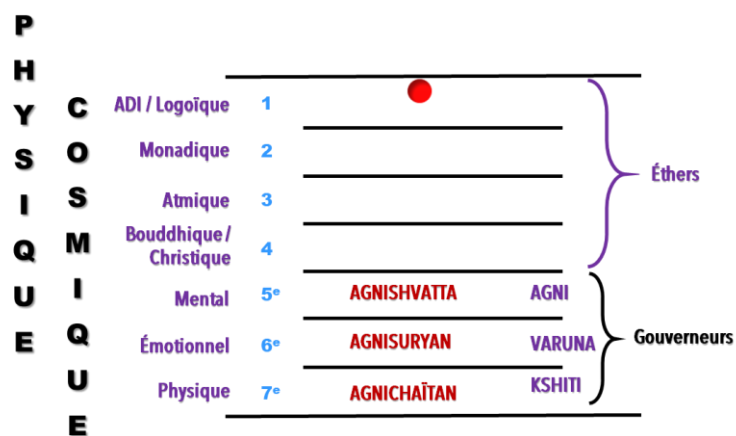 PHYSIQUE
COSMIQUE
ADI / Logoïque 1
Monadique 2
Éthers
Atmique 3
Bouddhique /
Christique 4
Mental 5e AGNISHVATTA AGNI
Émotionnel 6e AGNISURYAN VARUNA
Gouverneurs
Physique 7e AGNICHAÏTAN KSHITI